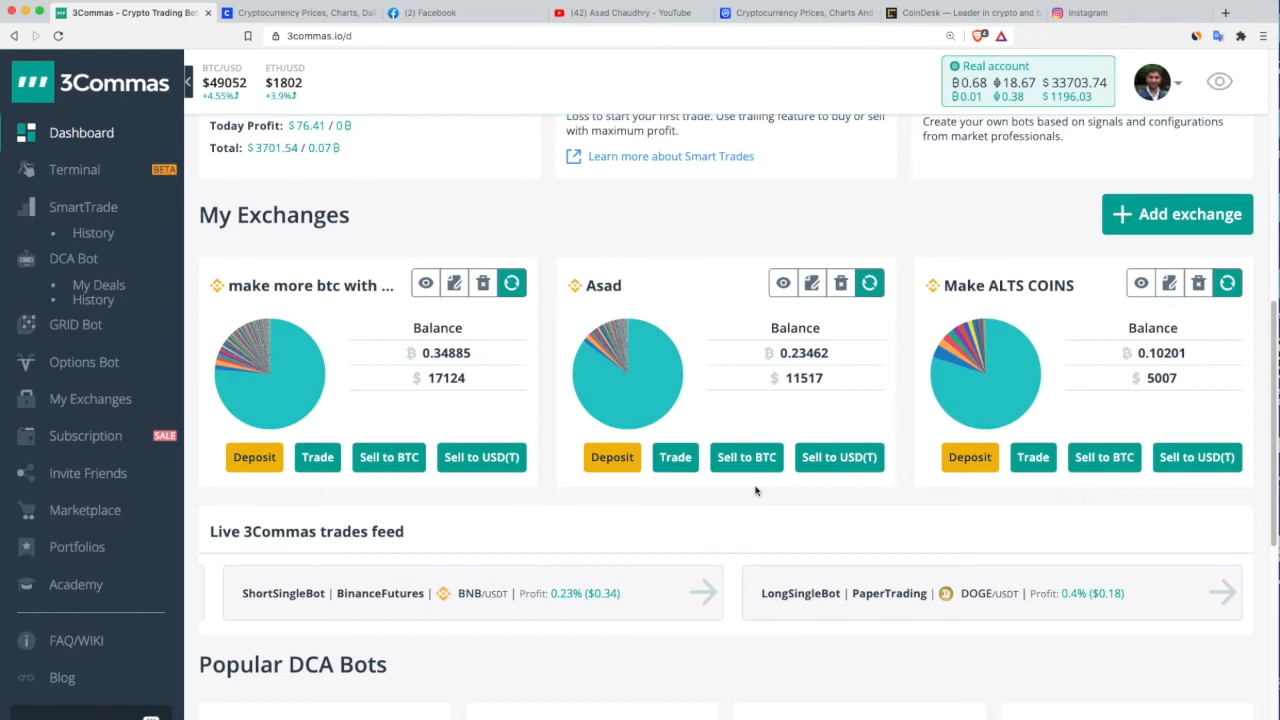 3Commas - Crypto Trading Bot
Cryptocurrency Prices, Charts, Dai
(2) Facebook
(42) Asad Chaudhry - YouTube
Cryptocurrency Prices, Charts And
CoinDesk — Leader in crypto and b
Instagram
3commas.io/d
3Commas
BTC/USD
$49052
+4.55%
ETH/USD
$1802
+3.9%
Real account
0.68 18.67 $ 33703.74
0.01 0.38 $ 1196.03
Dashboard
Terminal
BETA
SmartTrade
• History
DCA Bot
• My Deals
• History
GRID Bot
Options Bot
My Exchanges
Subscription
SALE
Invite Friends
Marketplace
Portfolios
Academy
FAQ/WIKI
Blog
Today Profit: $ 76.41 / 0
Total: $ 3701.54 / 0.07
Loss to start your first trade. Use trailing feature to buy or sell
with maximum profit.
Learn more about Smart Trades
Create your own bots based on signals and configurations
from market professionals.
My Exchanges
+ Add exchange
make more btc with ...
Balance
0.34885
$ 17124
Deposit
Trade
Sell to BTC
Sell to USD(T)
Asad
Balance
0.23462
$ 11517
Deposit
Trade
Sell to BTC
Sell to USD(T)
Make ALTS COINS
Balance
0.10201
$ 5007
Deposit
Trade
Sell to BTC
Sell to USD(T)
Live 3Commas trades feed
ShortSingleBot | BinanceFutures | BNB/USDT | Profit: 0.23% ($0.34)
LongSingleBot | PaperTrading | DOGE/USDT | Profit: 0.4% ($0.18)
Popular DCA Bots